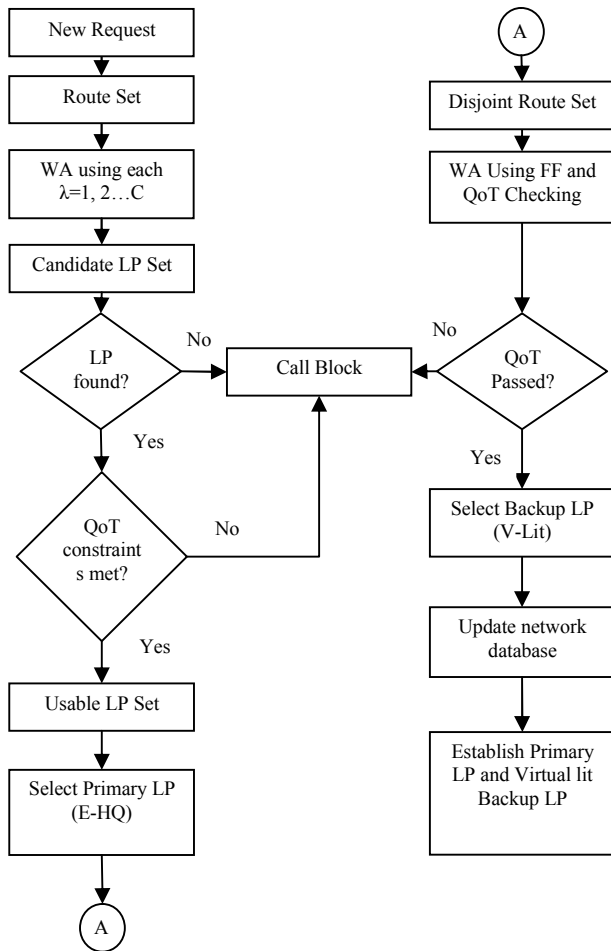 New Request
Route Set
WA using each
λ=1, 2…C
Candidate LP Set
LP
found?
No
Yes
Call Block
QoT
constraint
s met?
No
Yes
Usable LP Set
Select Primary LP
(E-HQ)
A
A
Disjoint Route Set
WA Using FF and
QoT Checking
QoT
Passed?
No
Yes
Select Backup LP
(V-Lit)
Update network
database
Establish Primary
LP and Virtual lit
Backup LP